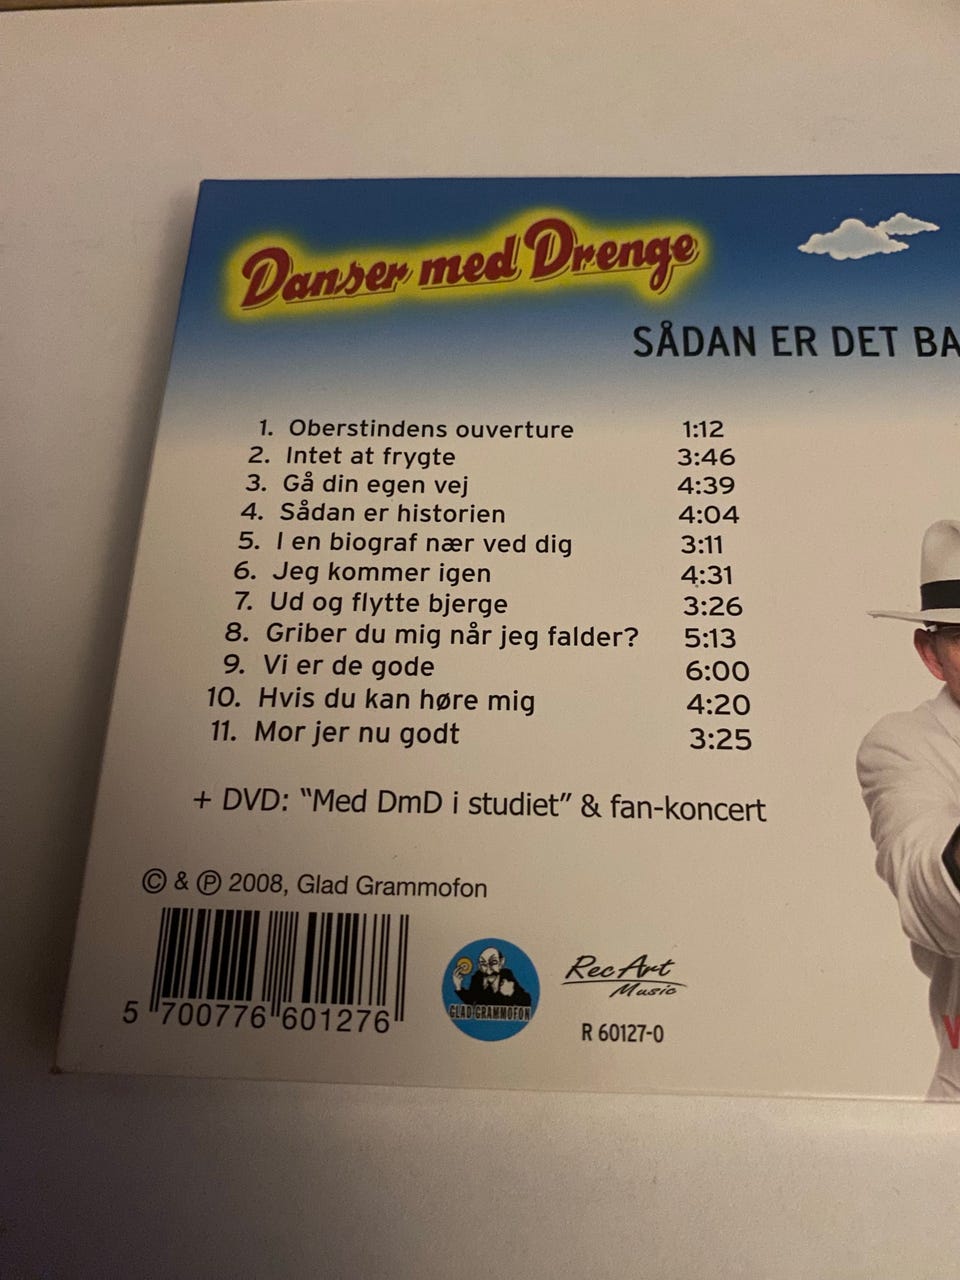 Danser med Drenge
SÅDAN ER DET BA
1. Oberstindens ouverture 1:12
2. Intet at frygte 3:46
3. Gå din egen vej 4:39
4. Sådan er historien 4:04
5. I en biograf nær ved dig 3:11
6. Jeg kommer igen 4:31
7. Ud og flytte bjerge 3:26
8. Griber du mig når jeg falder? 5:13
9. Vi er de gode 6:00
10. Hvis du kan høre mig 4:20
11. Mor jer nu godt 3:25
+ DVD: "Med DmD i studiet" & fan-koncert
© & ℗ 2008, Glad Grammofon
5 700776 601276
GLAD GRAMMOFON
RecArt
Music
R 60127-0